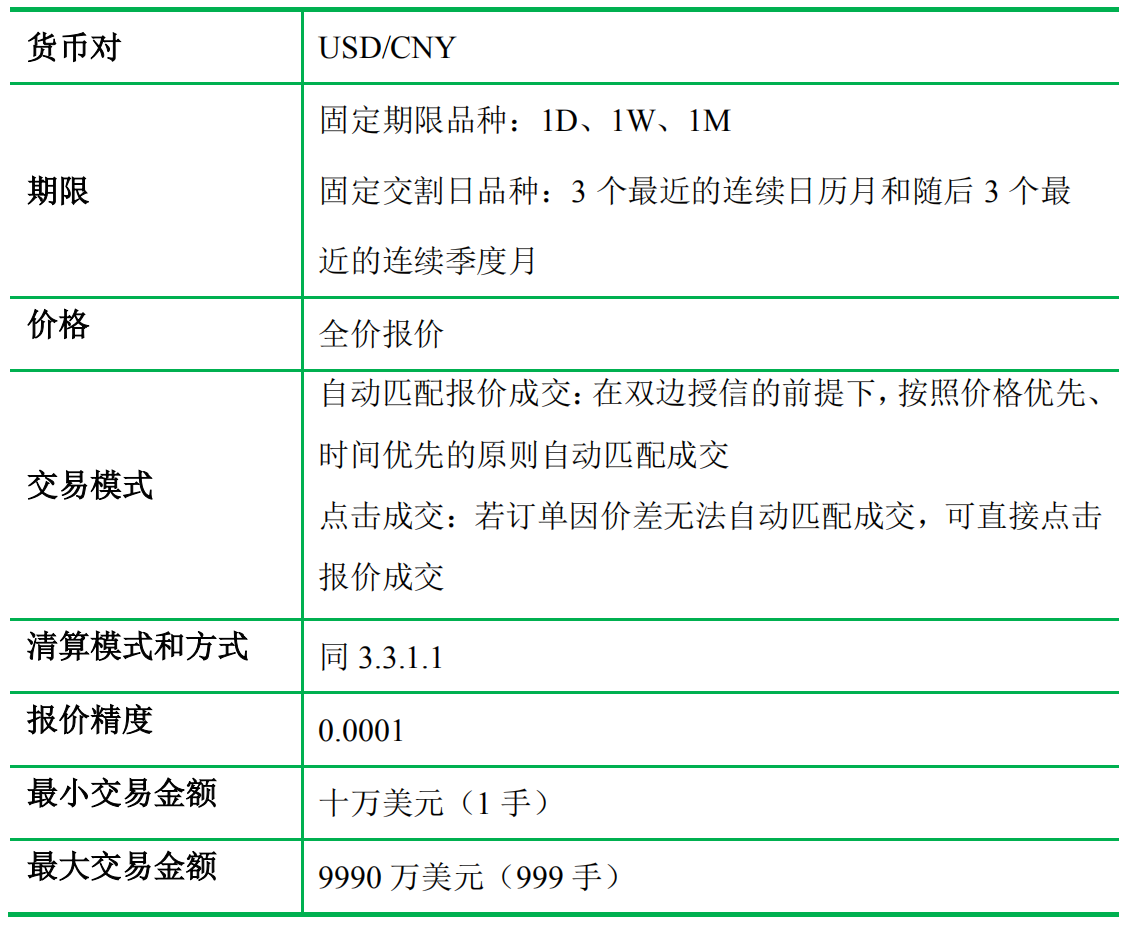 货币对
USD/CNY
期限
固定期限品种：1D、1W、1M
固定交割日品种：3 个最近的连续日历月和随后 3 个最
近的连续季度月
价格
全价报价
交易模式
自动匹配报价成交：在双边授信的前提下，按照价格优先、
时间优先的原则自动匹配成交
点击成交：若订单因价差无法自动匹配成交，可直接点击
报价成交
清算模式和方式
同 3.3.1.1
报价精度
0.0001
最小交易金额
十万美元（1 手）
最大交易金额
9990 万美元（999 手）